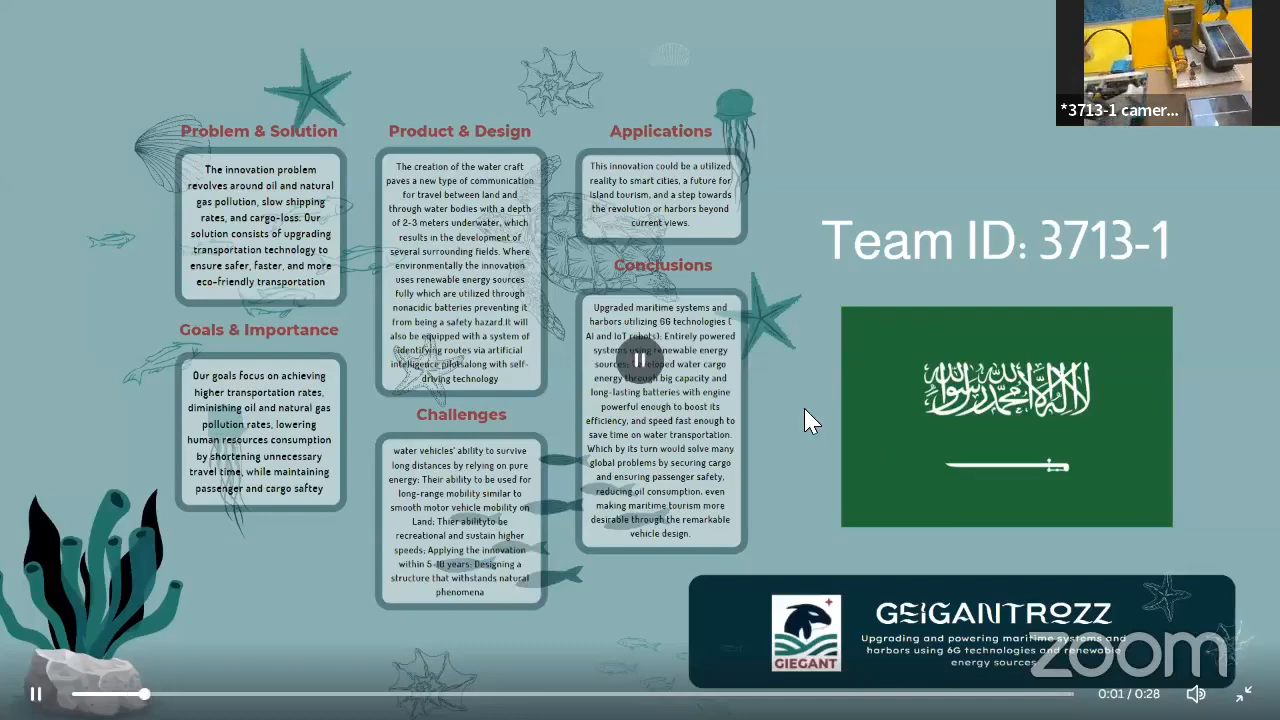 *3713-1 camer...
Problem & Solution
The innovation problem
revolves around oil and natural
gas pollution, slow shipping
rates, and cargo-loss. Our
solution consists of upgrading
transportation technology to
ensure safer, faster, and more
eco-friendly transportation
Goals & Importance
Our goals focus on achieving
higher transportation rates,
diminishing oil and natural gas
pollution rates, lowering
human resources consumption
by shortening unnecessary
travel time, while maintaining
passenger and cargo saftey
Product & Design
The creation of the water craft
paves a new type of communication
for travel between land and
through water bodies with a depth
of 2-3 meters underwater, which
results in the development of
several surrounding fields. Where
environmentally the innovation
uses renewable energy sources
fully which are utilized through
nonacidic batteries preventing it
from being a safety hazard.It will
also be equipped with a system of
identifying routes via artificial
intelligence pilotsalong with self-
driving technology
Challenges
water vehicles' ability to survive
long distances by relying on pure
energy; Their ability to be used for
long-range mobility similar to
smooth motor vehicle mobility on
Land; Thier abilityto be
recreational and sustain higher
speeds; Applying the innovation
within 5-10 years; Designing a
structure that withstands natural
phenomena
Applications
This innovation could be a utilized
reality to smart cities, a future for
island tourism, and a step towards
the revolution or harbors beyond
current views.
Conclusions
Upgraded maritime systems and
harbors utilizing 6G technologies (
AI and IoT robots); Entirely powered
systems using renewable energy
sources; loped water cargo
energy through big capacity and
long-lasting batteries with engine
powerful enough to boost its
efficiency, and speed fast enough to
save time on water transportation.
Which by its turn would solve many
global problems by securing cargo
and ensuring passenger safety,
reducing oil consumption, even
making maritime tourism more
desirable through the remarkable
vehicle design.
Team ID: 3713-1
لا إله إلا الله محمد رسول الله
GEIGANTROZZ
Upgrading and powering maritime systems and
harbors using 6G technologies and renewable
energy sources
GIEGANT
zoom
0:01 / 0:28